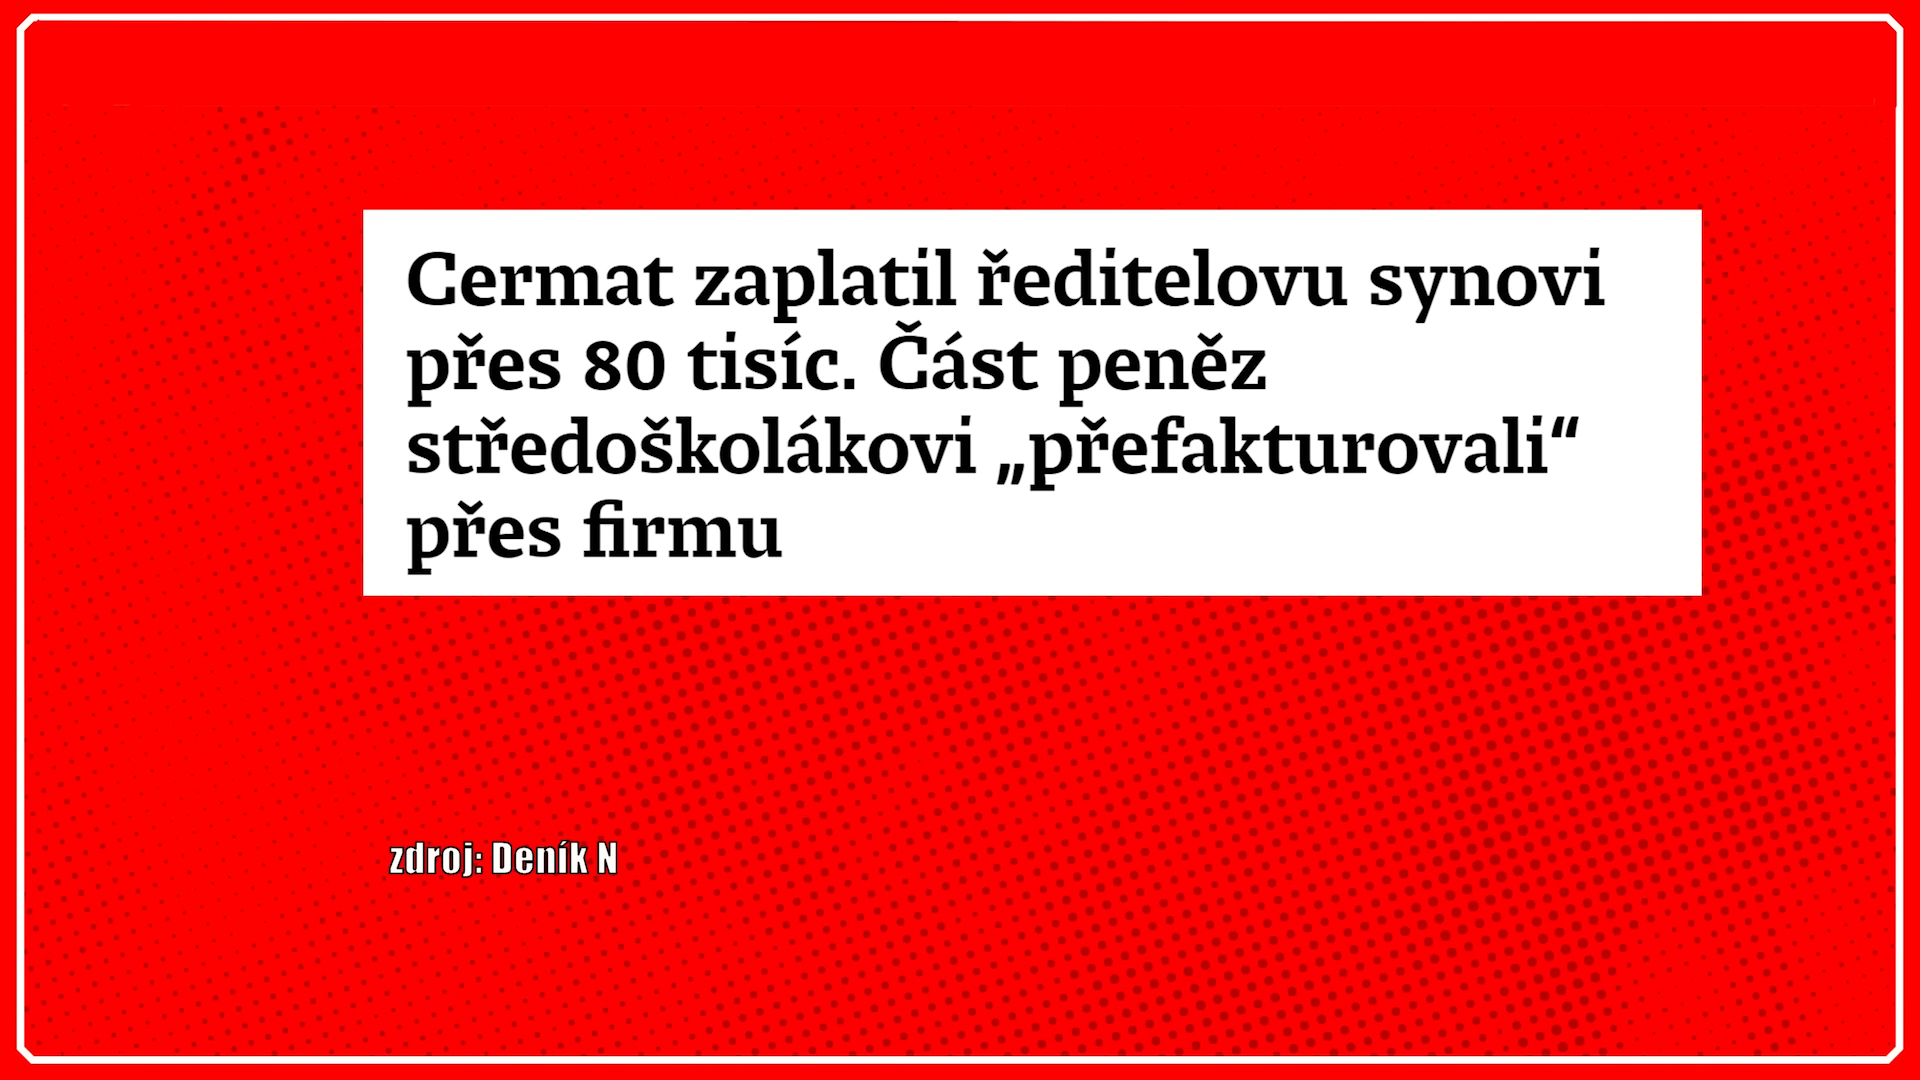 Cermat zaplatil ředitelovu synovi
přes 80 tisíc. Část peněz
středoškolákovi „přefakturovali“
přes firmu
zdroj: Deník N